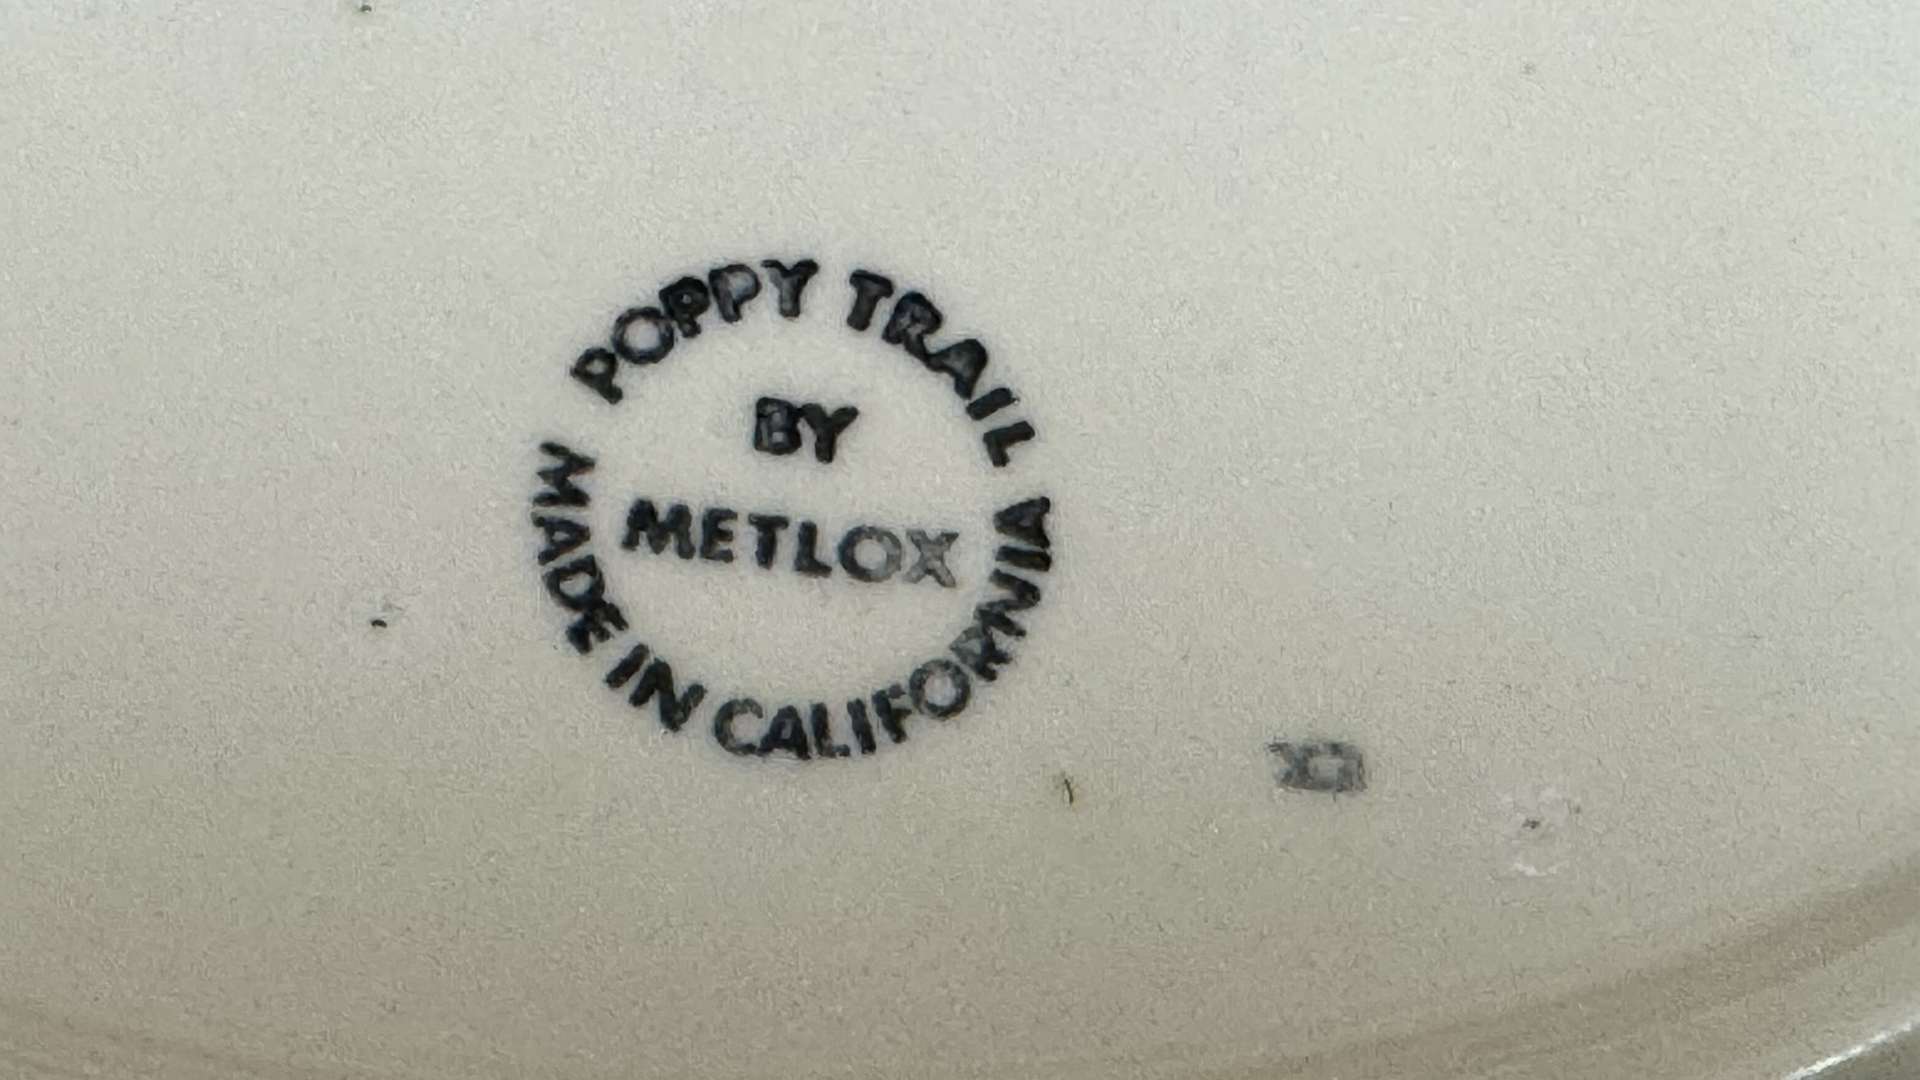 POPPY TRAIL
BY
METLOX
MADE IN CALIFORNIA